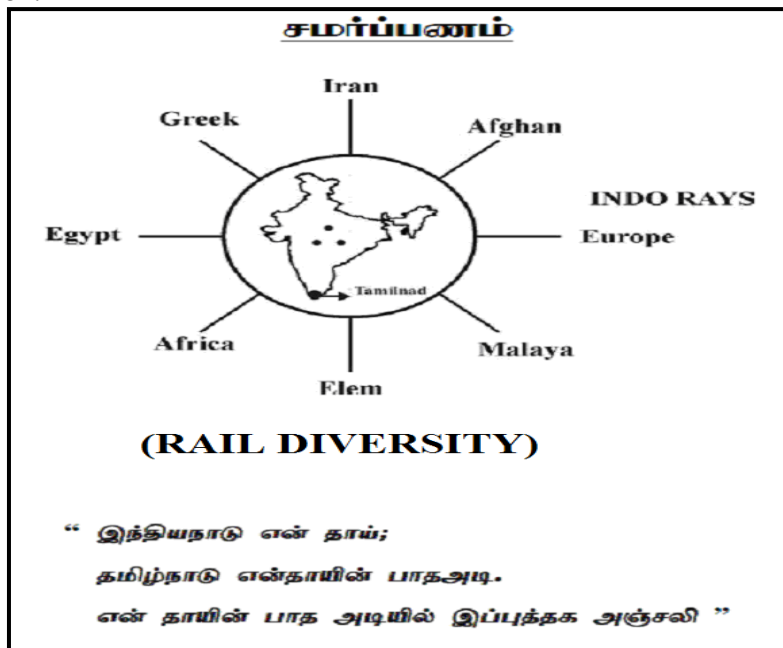 சமர்ப்பணம்
Iran
Greek
Afghan
INDO RAYS
Egypt
Europe
Tamilnad
Africa
Malaya
Elem
(RAIL DIVERSITY)
“ இந்தியநாடு என் தாய்;
தமிழ்நாடு என்தாயின் பாதஅடி.
என் தாயின் பாத அடியில் இப்புத்தக அஞ்சலி ”